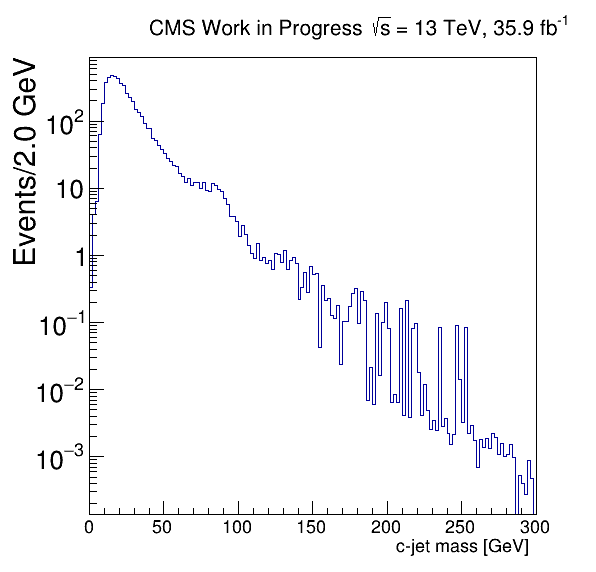 CMS Work in Progress √s = 13 TeV, 35.9 fb⁻¹
Events/2.0 GeV
10²
10
1
10⁻¹
10⁻²
10⁻³
0 50 100 150 200 250 300
c-jet mass [GeV]